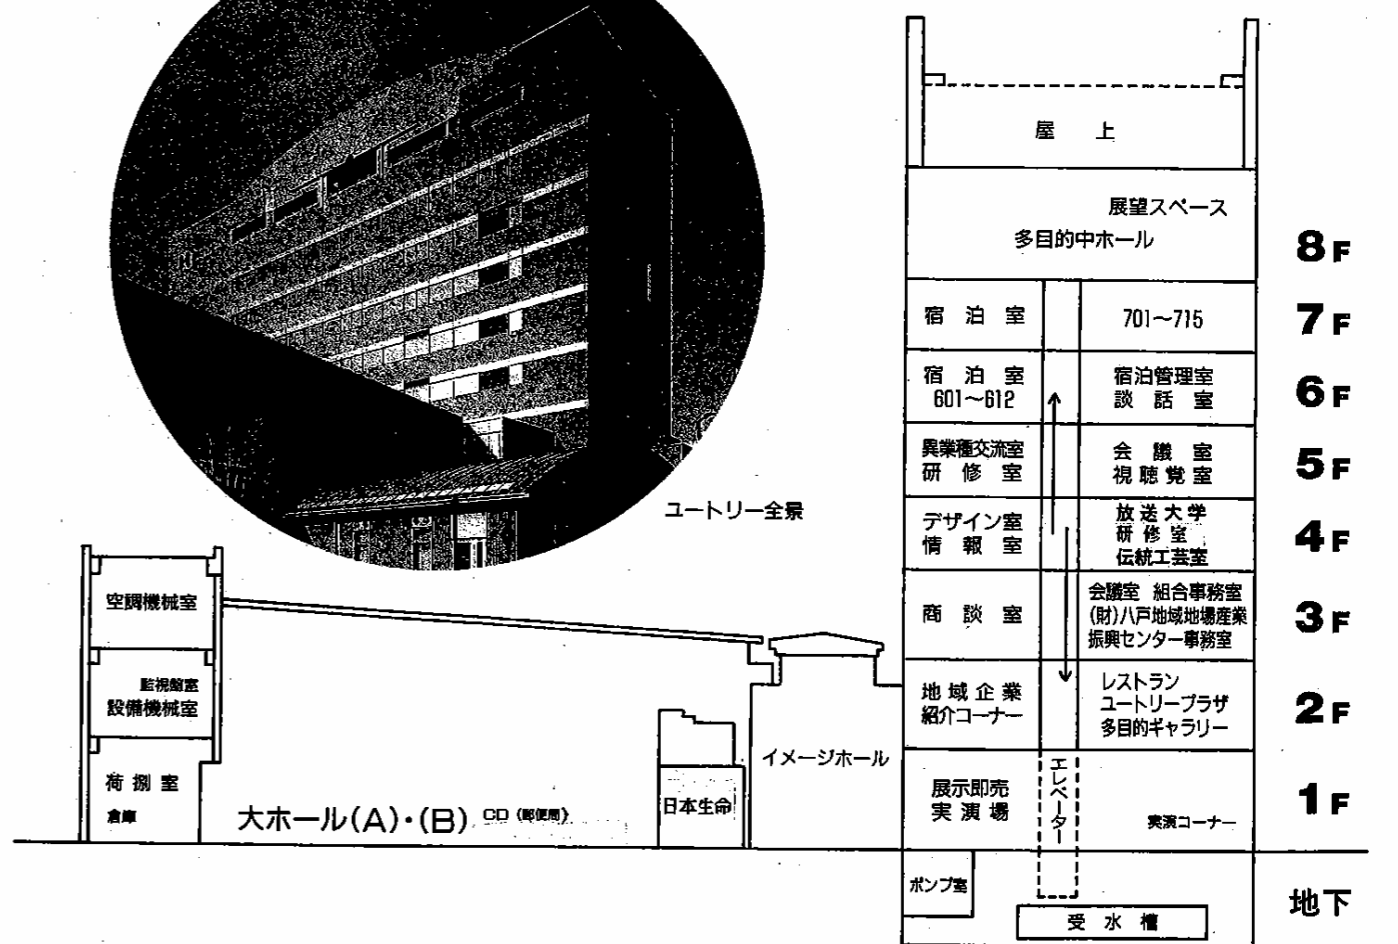 屋上
展望スペース
多目的中ホール
8F
宿泊室
701～715
7F
宿泊室
601～612
宿泊管理室
談話室
6F
異業種交流室
研修室
会議室
視聴覚室
5F
ユートリー全景
デザイン室
情報室
放送大学
研修室
伝統工芸室
4F
商談室
会議室 組合事務室
(財)八戸地域地場産業
振興センター事務室
3F
地域企業
紹介コーナー
レストラン
ユートリープラザ
多目的ギャラリー
2F
空調機械室
監視盤室
設備機械室
荷捌室
倉庫
大ホール(A)・(B)
CD（郵便局）
日本生命
イメージホール
展示即売
実演場
エレベーター
実演コーナー
1F
ポンプ室
受水槽
地下